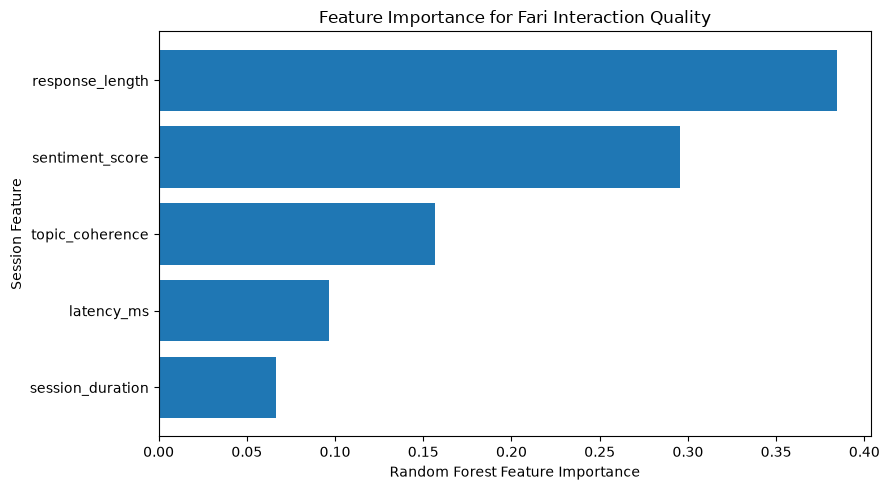 Feature Importance for Fari Interaction Quality
Session Feature
response_length
sentiment_score
topic_coherence
latency_ms
session_duration
0.00 0.05 0.10 0.15 0.20 0.25 0.30 0.35 0.40
Random Forest Feature Importance